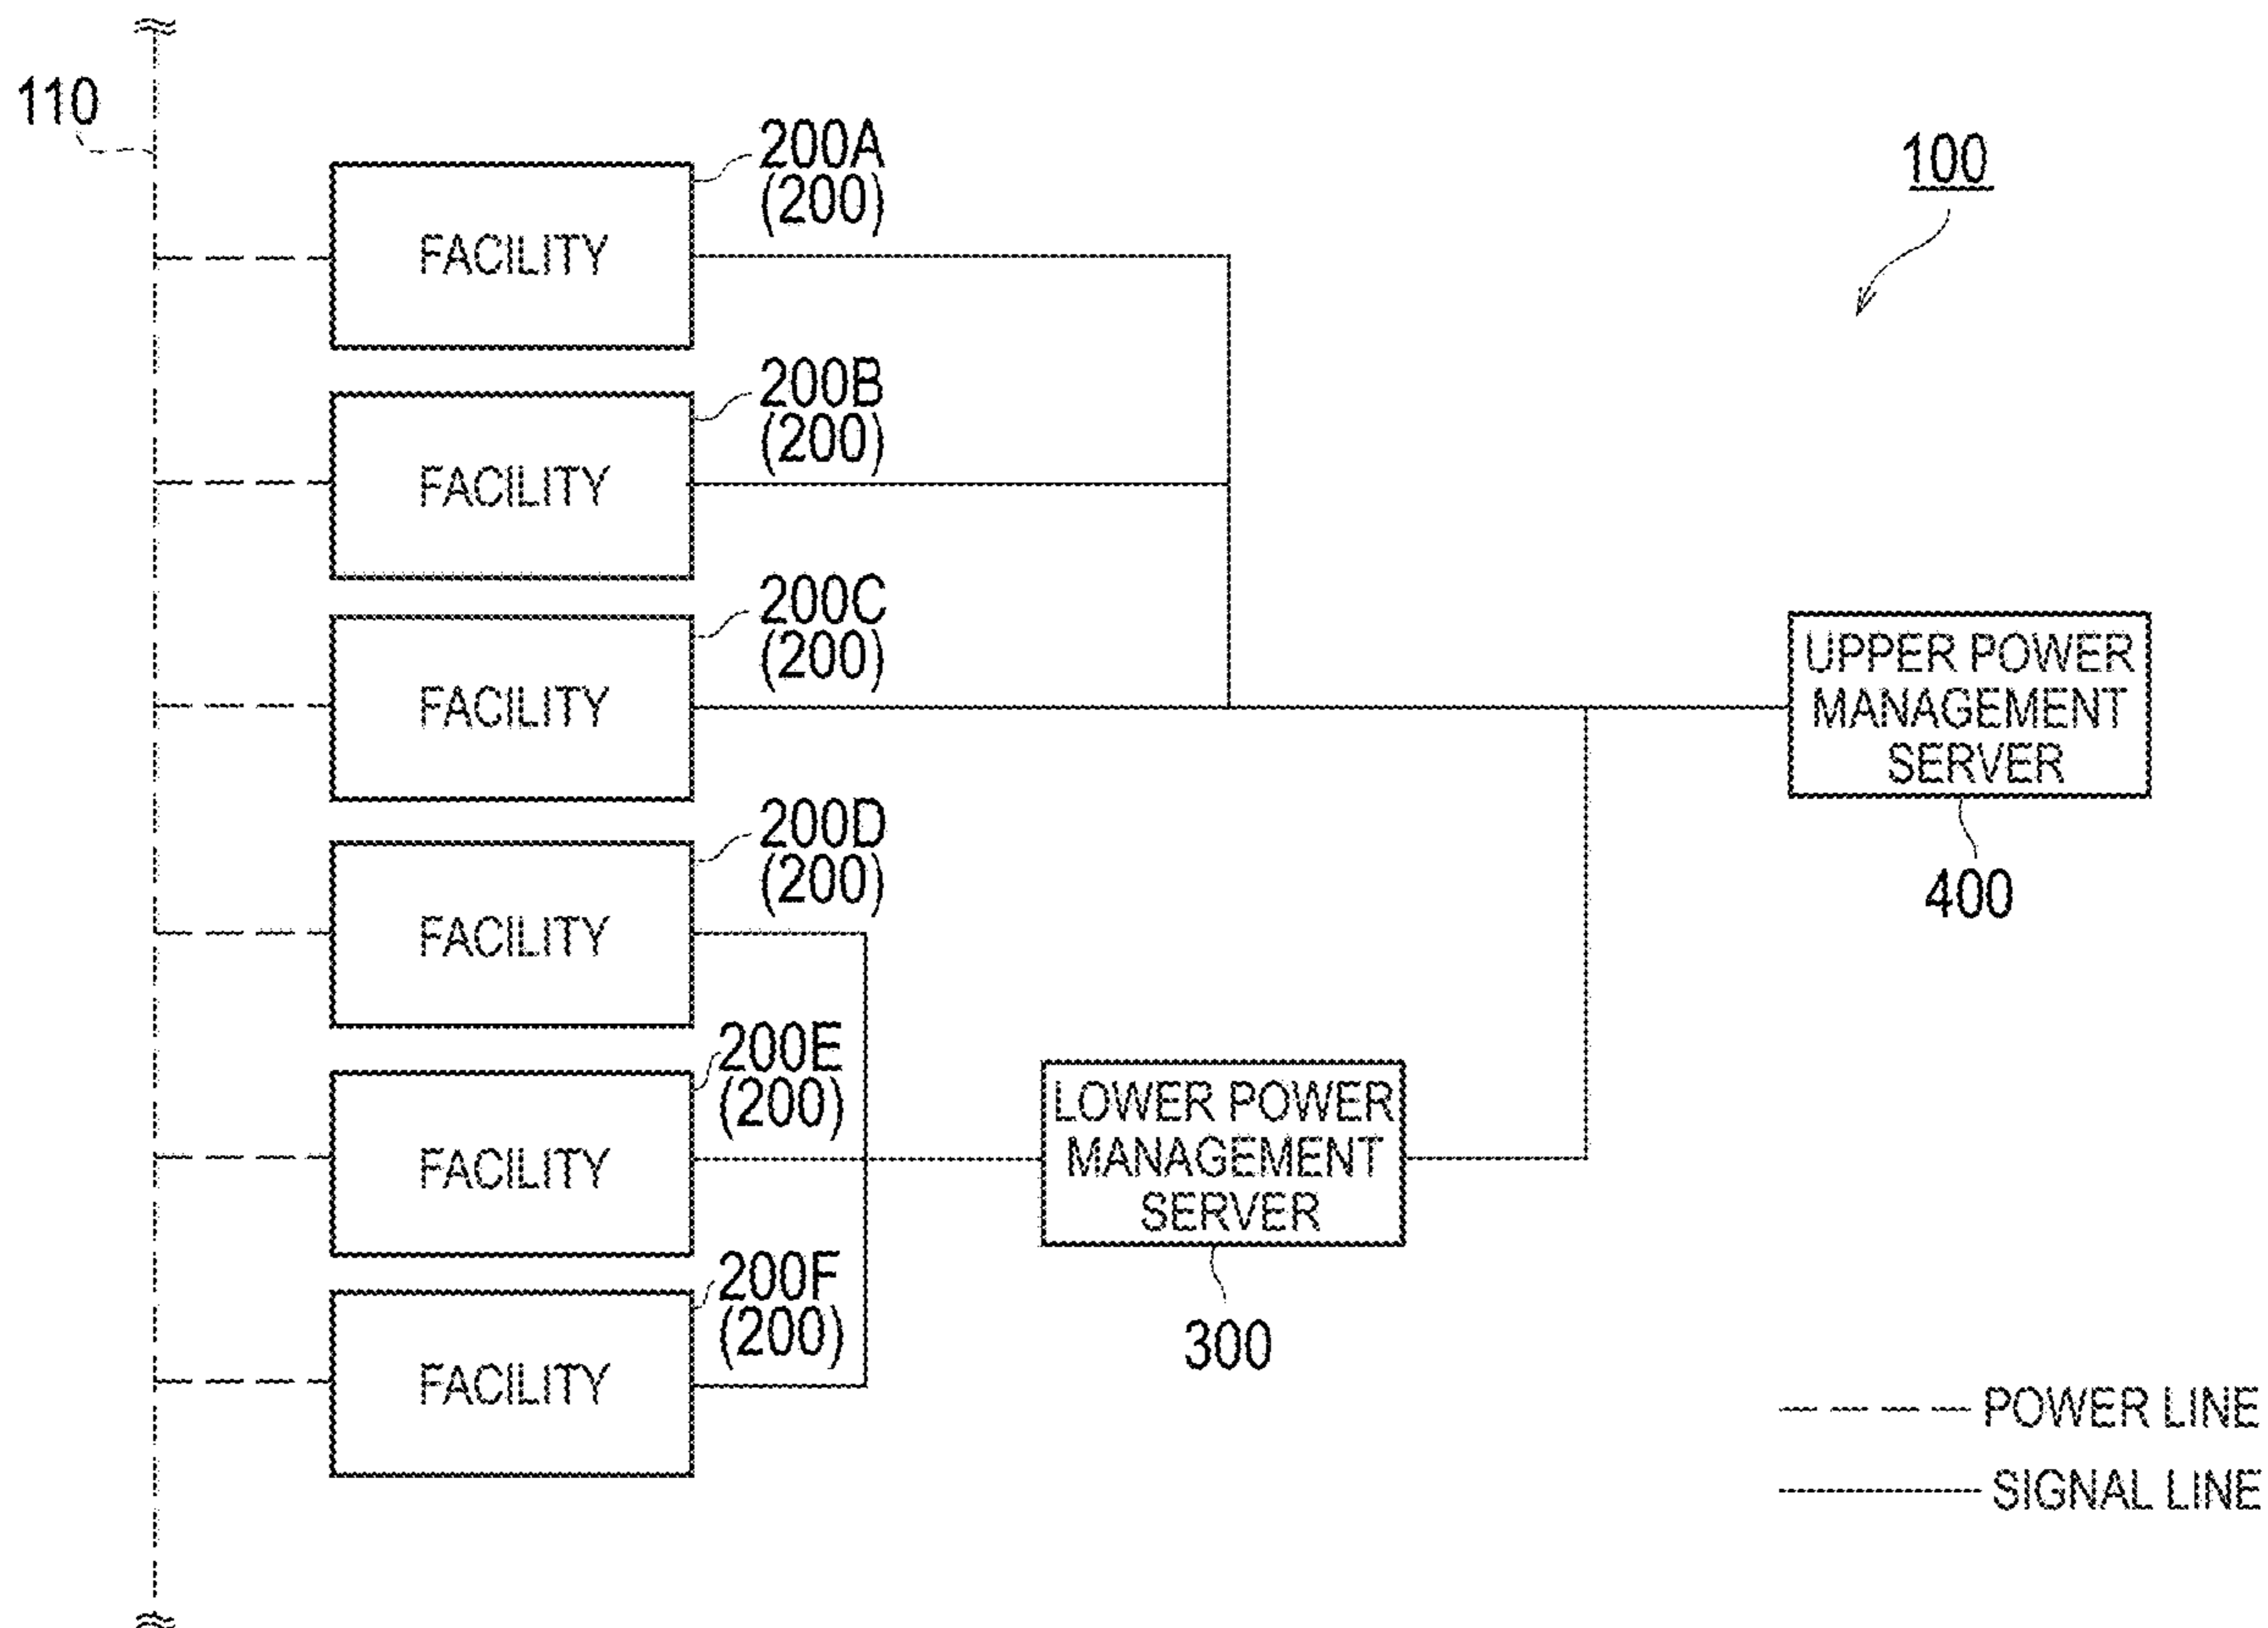 110
200A
(200)
100
FACILITY
200B
(200)
FACILITY
200C
(200)
FACILITY
UPPER POWER
MANAGEMENT
SERVER
400
200D
(200)
FACILITY
200E
(200)
FACILITY
LOWER POWER
MANAGEMENT
SERVER
300
200F
(200)
FACILITY
POWER LINE
SIGNAL LINE